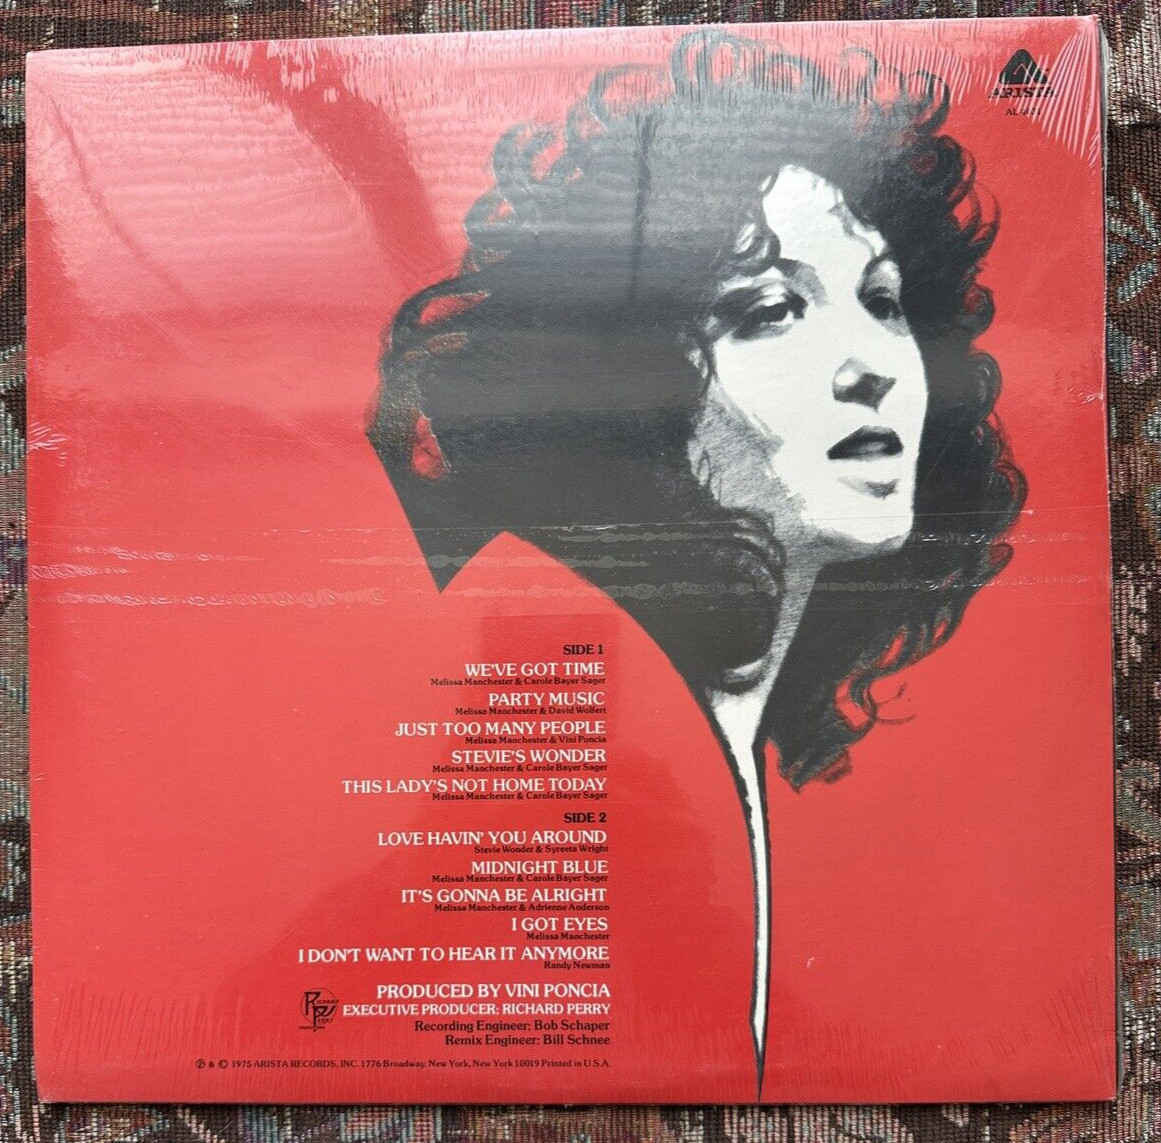 ARISTA
AL 4031
SIDE 1
WE'VE GOT TIME
Melissa Manchester & Carole Bayer Sager
PARTY MUSIC
Melissa Manchester & David Wolfert
JUST TOO MANY PEOPLE
Melissa Manchester & Vini Poncia
STEVIE'S WONDER
Melissa Manchester & Carole Bayer Sager
THIS LADY'S NOT HOME TODAY
Melissa Manchester & Carole Bayer Sager
SIDE 2
LOVE HAVIN' YOU AROUND
Stevie Wonder & Syreeta Wright
MIDNIGHT BLUE
Melissa Manchester & Carole Bayer Sager
IT'S GONNA BE ALRIGHT
Melissa Manchester & Adrienne Anderson
I GOT EYES
Melissa Manchester
I DON'T WANT TO HEAR IT ANYMORE
Randy Newman
PRODUCED BY VINI PONCIA
RICHARD PERRY
EXECUTIVE PRODUCER: RICHARD PERRY
Recording Engineer: Bob Schaper
Remix Engineer: Bill Schnee
℗ & © 1975 ARISTA RECORDS, INC. 1776 Broadway, New York, New York 10019 Printed in U.S.A.